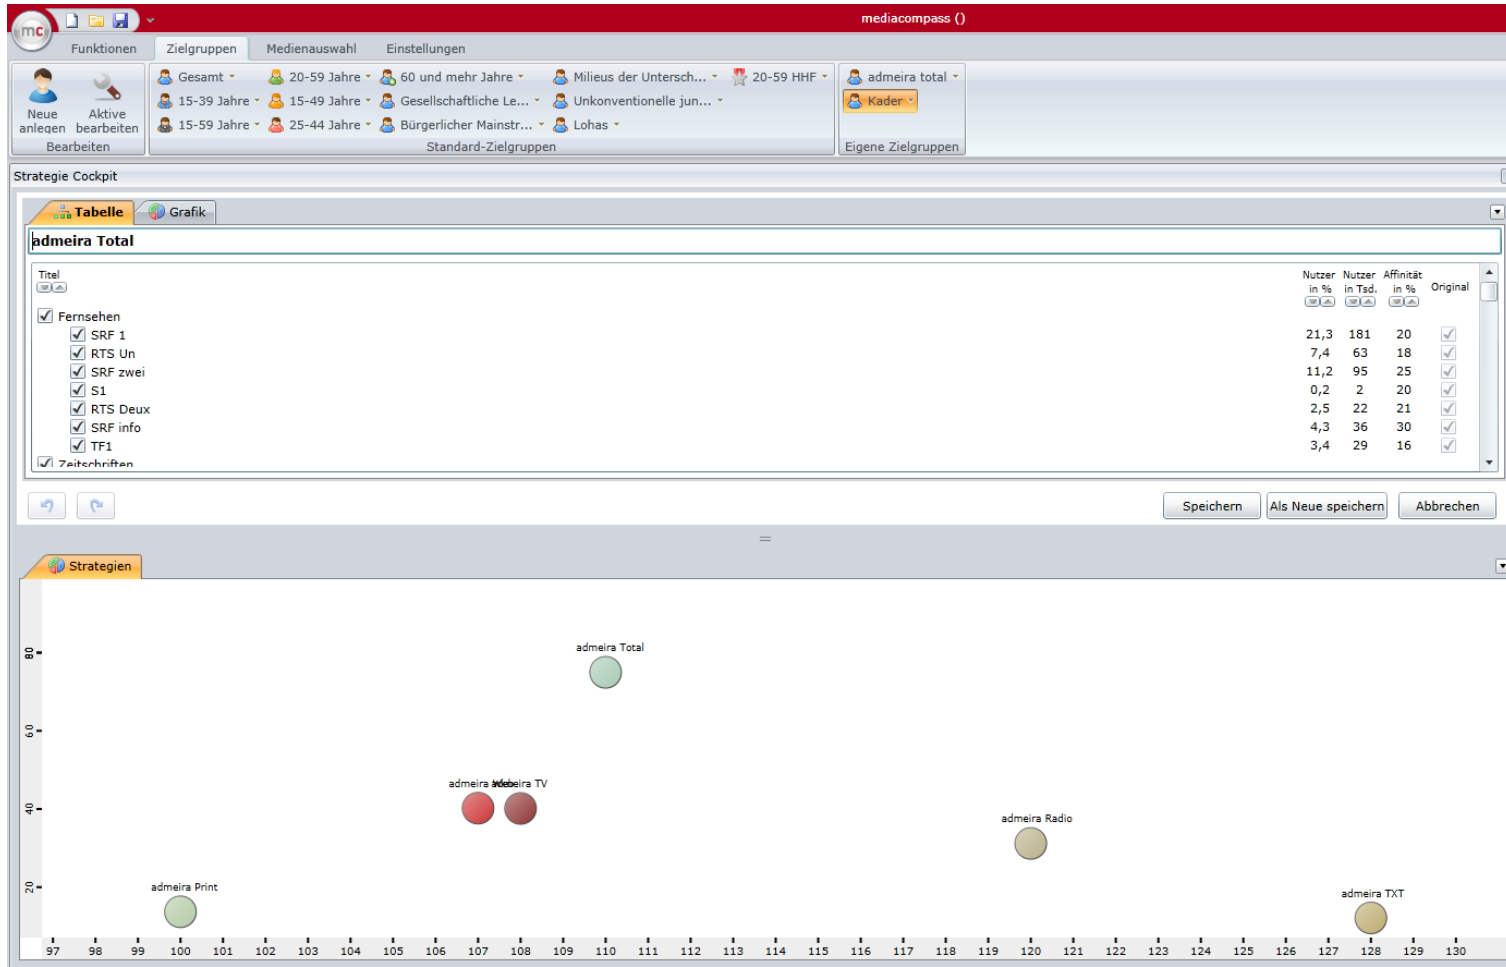 mediacompass ()
mc
Funktionen Zielgruppen Medienauswahl Einstellungen
Gesamt 20-59 Jahre 60 und mehr Jahre Milieus der Untersch... 20-59 HHF admeira total
15-39 Jahre 15-49 Jahre Gesellschaftliche Le... Unkonventionelle jun... Kader
15-59 Jahre 25-44 Jahre Bürgerlicher Mainstr... Lohas
Neue anlegen Aktive bearbeiten
Bearbeiten Standard-Zielgruppen Eigene Zielgruppen
Strategie Cockpit
Tabelle Grafik
admeira Total
Titel Nutzer in % Nutzer in Tsd. Affinität in % Original
Fernsehen
SRF 1 21,3 181 20
RTS Un 7,4 63 18
SRF zwei 11,2 95 25
S1 0,2 2 20
RTS Deux 2,5 22 21
SRF info 4,3 36 30
TF1 3,4 29 16
Zeitschriften
Speichern Als Neue speichern Abbrechen
Strategien
admeira Total
80
60
admeira Web admeira TV
40
admeira Radio
20
admeira Print
admeira TXT
97 98 99 100 101 102 103 104 105 106 107 108 109 110 111 112 113 114 115 116 117 118 119 120 121 122 123 124 125 126 127 128 129 130